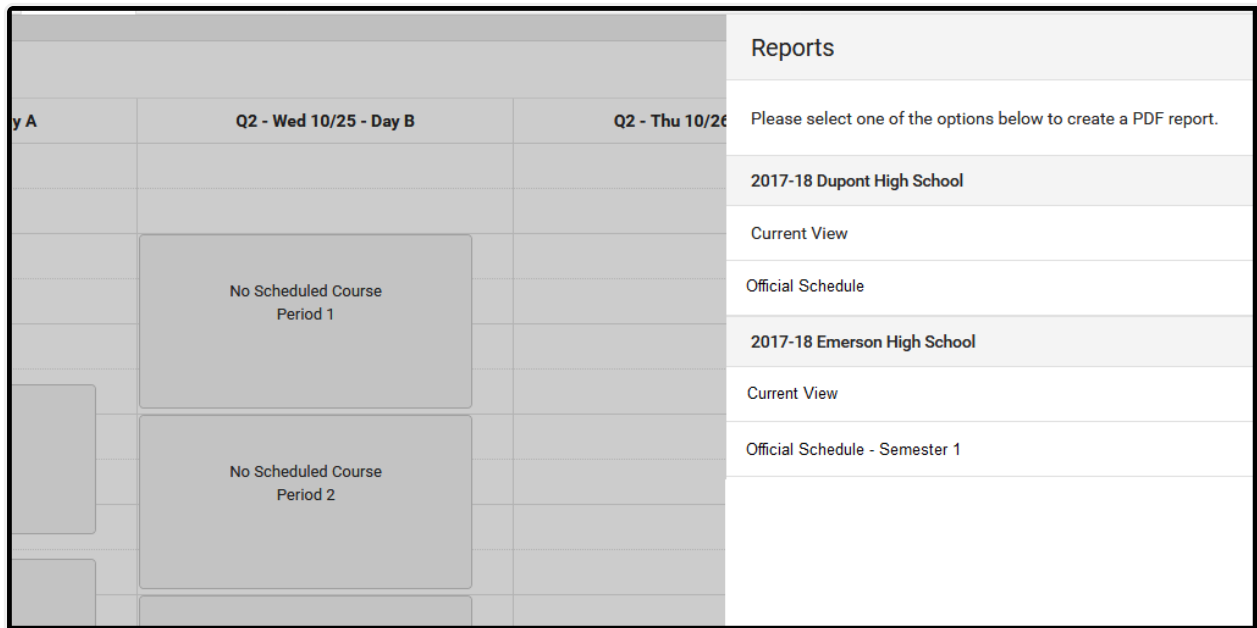 y A
Q2 - Wed 10/25 - Day B
Q2 - Thu 10/26
No Scheduled Course
Period 1
No Scheduled Course
Period 2
Reports
Please select one of the options below to create a PDF report.
2017-18 Dupont High School
Current View
Official Schedule
2017-18 Emerson High School
Current View
Official Schedule - Semester 1